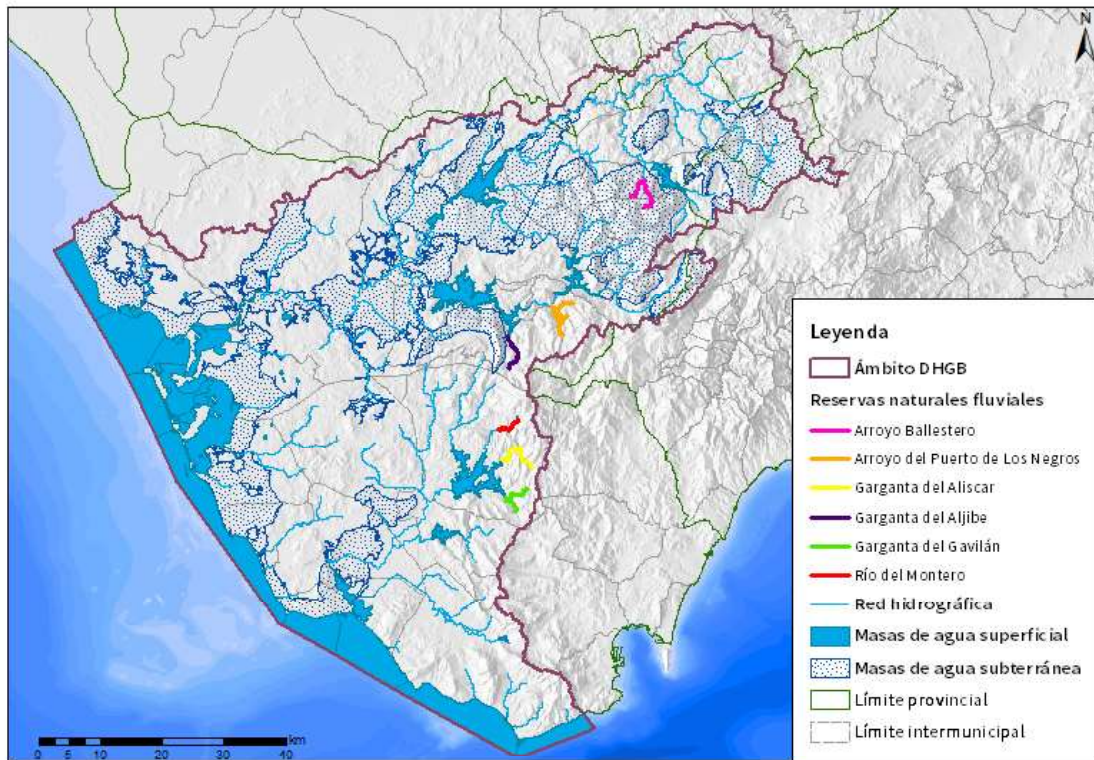 N
Leyenda
Ámbito DHGB
Reservas naturales fluviales
Arroyo Ballestero
Arroyo del Puerto de Los Negros
Garganta del Aliscar
Garganta del Aljibe
Garganta del Gavilán
Río del Montero
Red hidrográfica
Masas de agua superficial
Masas de agua subterránea
Límite provincial
Límite intermunicipal
km
0 5 10 20 30 40